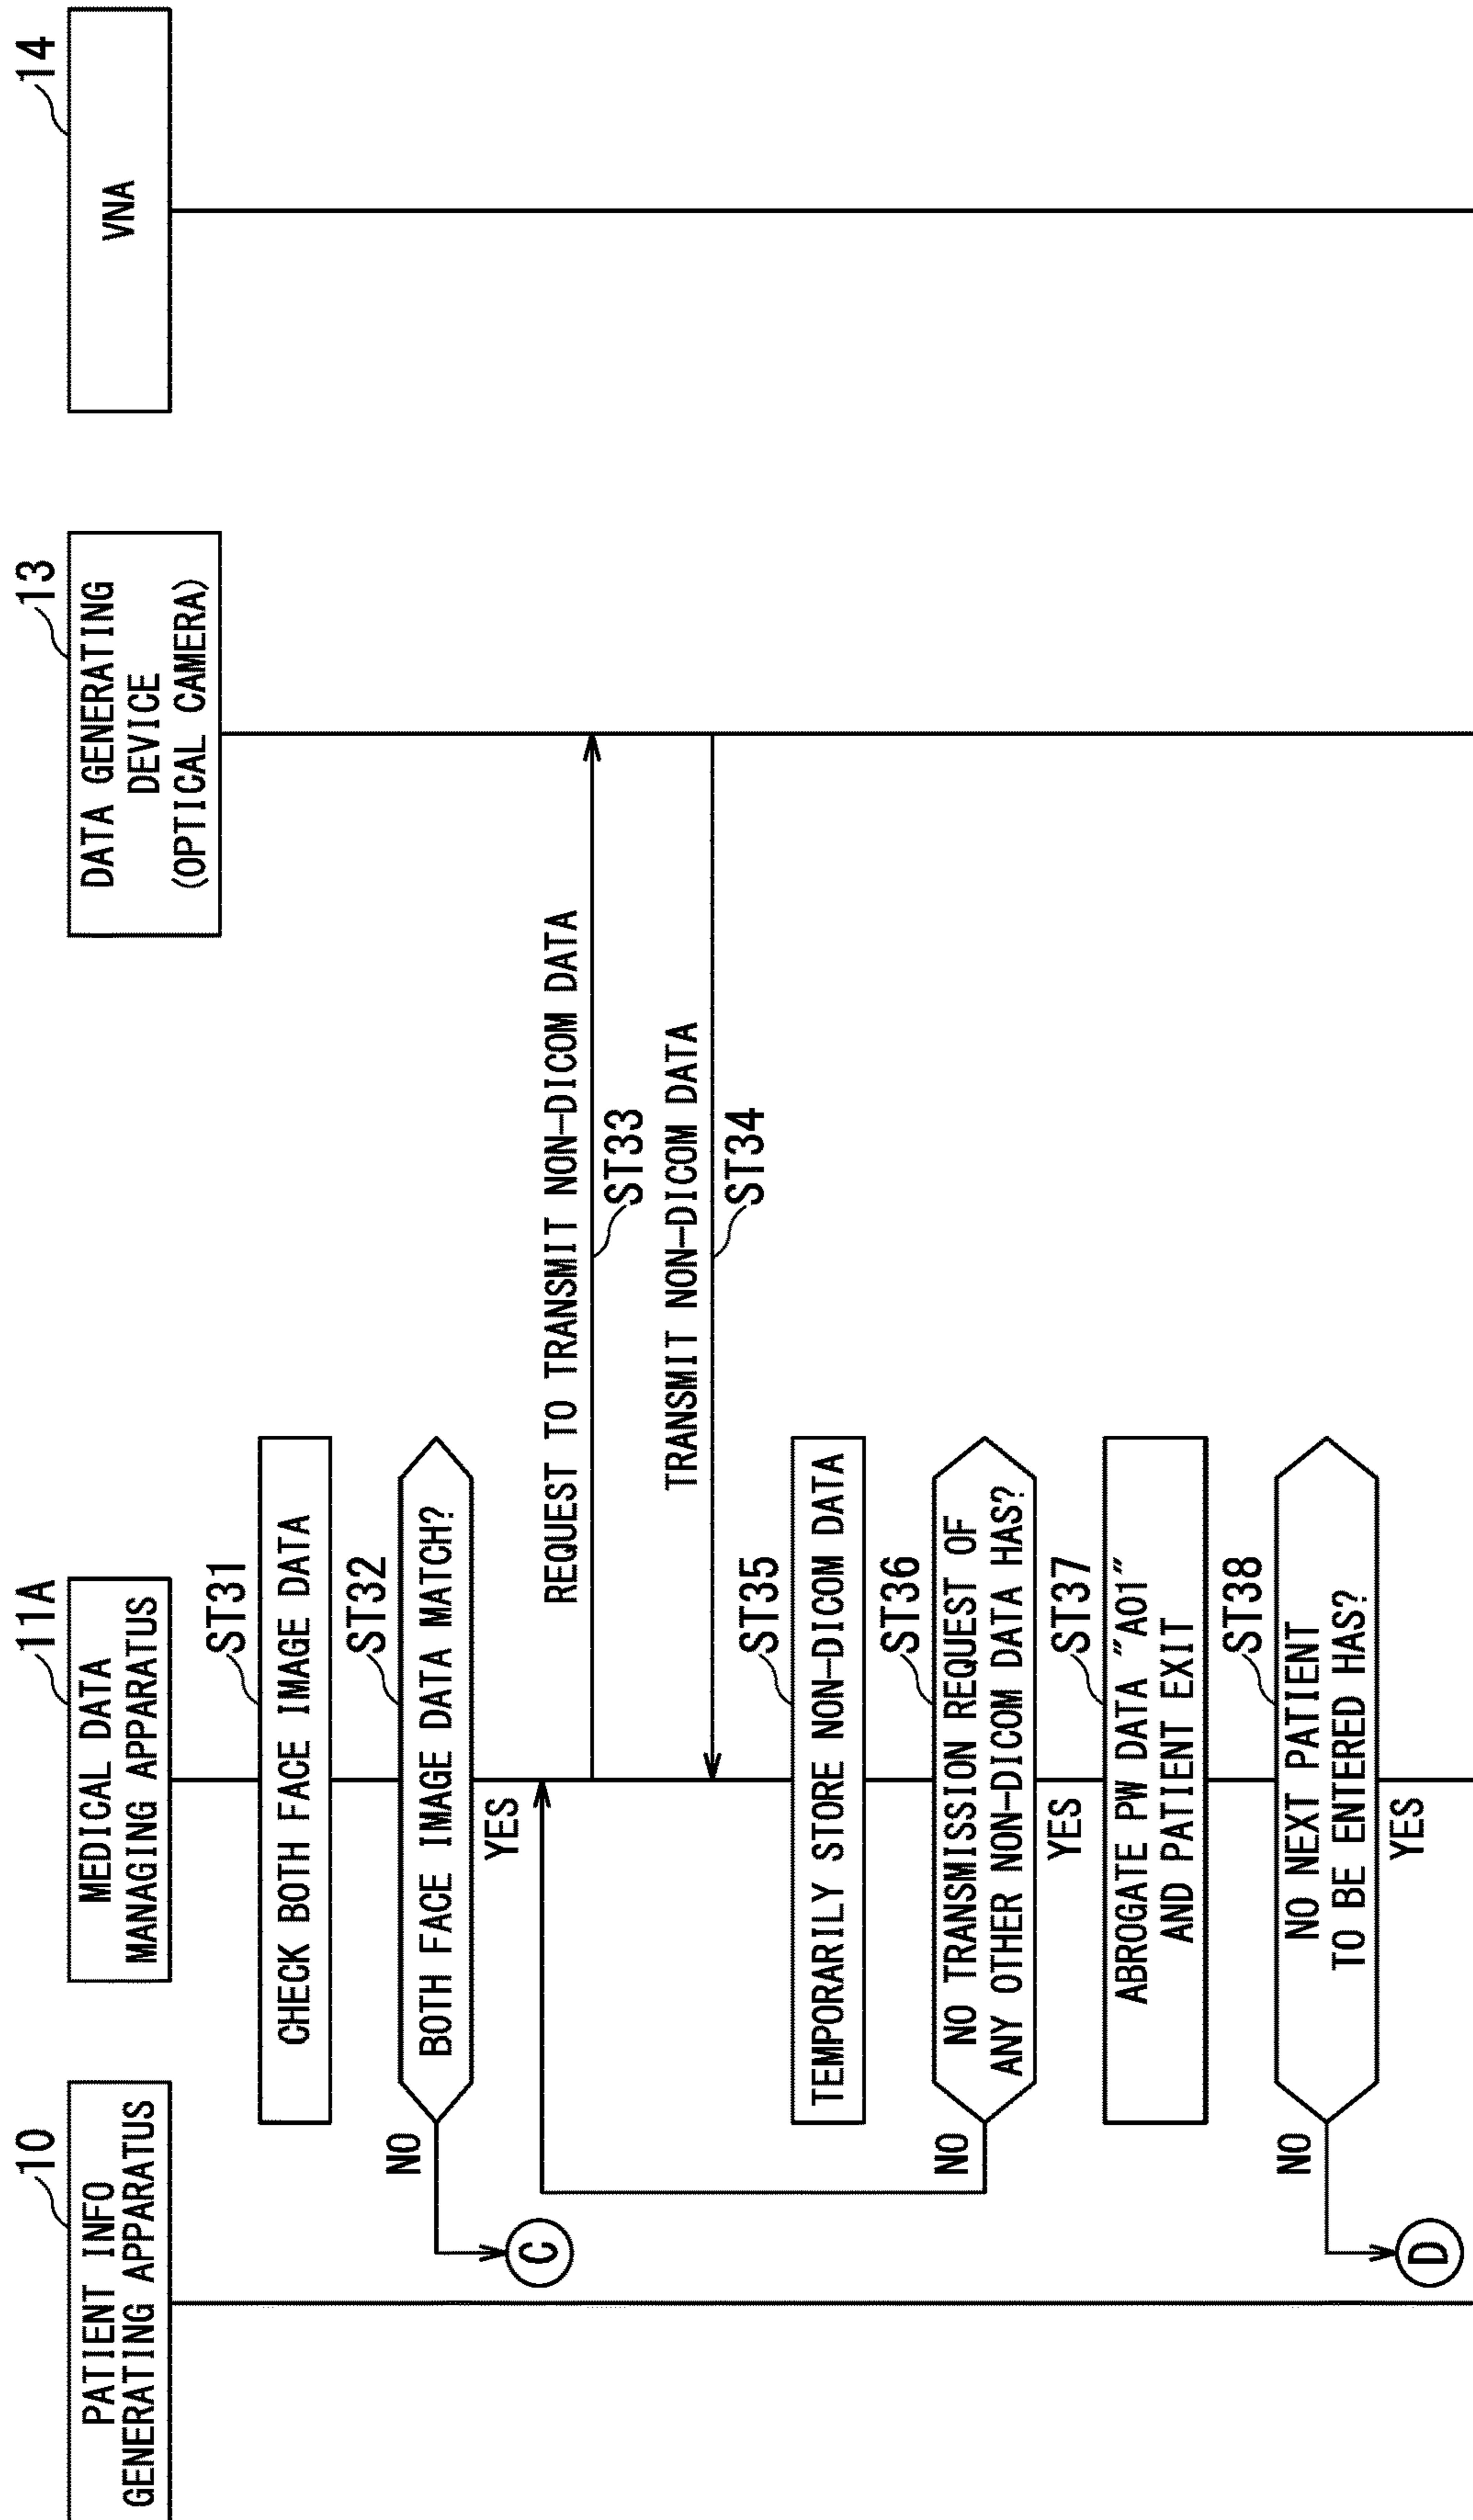 10
PATIENT INFO
GENERATING APPARATUS
11A
MEDICAL DATA
MANAGING APPARATUS
13
DATA GENERATING
DEVICE
(OPTICAL CAMERA)
14
VNA
ST31
CHECK BOTH FACE IMAGE DATA
ST32
BOTH FACE IMAGE DATA MATCH?
NO
C
YES
REQUEST TO TRANSMIT NON-DICOM DATA
ST33
TRANSMIT NON-DICOM DATA
ST34
ST35
TEMPORARILY STORE NON-DICOM DATA
ST36
NO TRANSMISSION REQUEST OF
ANY OTHER NON-DICOM DATA HAS?
NO
YES
ST37
ABROGATE PW DATA "A01"
AND PATIENT EXIT
ST38
NO NEXT PATIENT
TO BE ENTERED HAS?
NO
D
YES